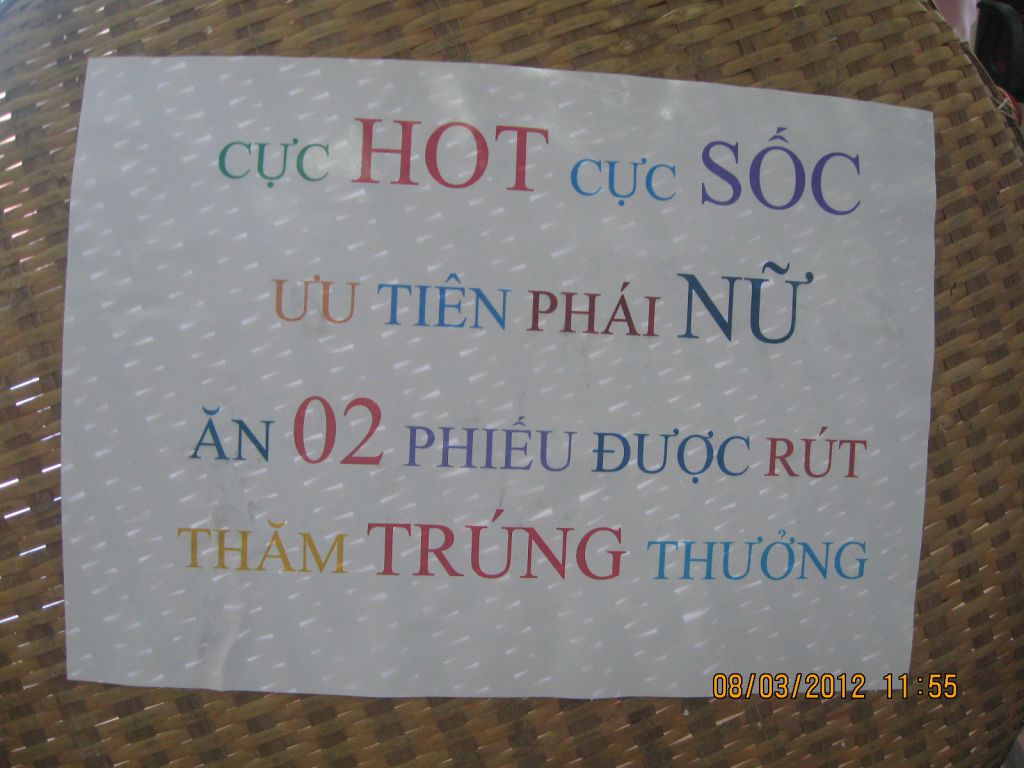 CỰC HOT CỰC SỐC
ƯU TIÊN PHÁI NỮ
ĂN 02 PHIẾU ĐƯỢC RÚT
THĂM TRÚNG THƯỞNG
08/03/2012 11:55